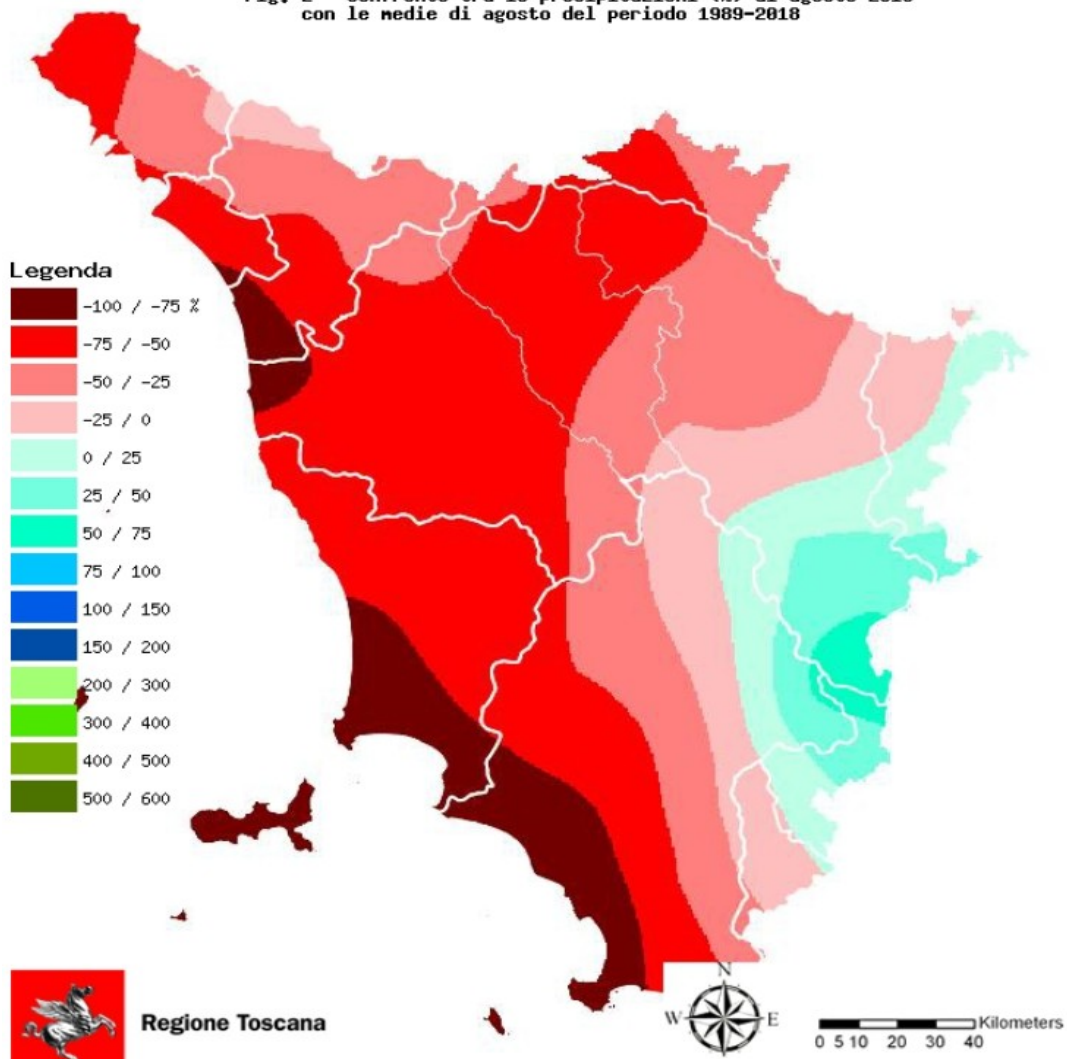 con le medie di agosto del periodo 1989-2018
Legenda
-100 / -75 %
-75 / -50
-50 / -25
-25 / 0
0 / 25
25 / 50
50 / 75
75 / 100
100 / 150
150 / 200
200 / 300
300 / 400
400 / 500
500 / 600
Regione Toscana
N
W E
S
0 5 10 20 30 40 Kilometers